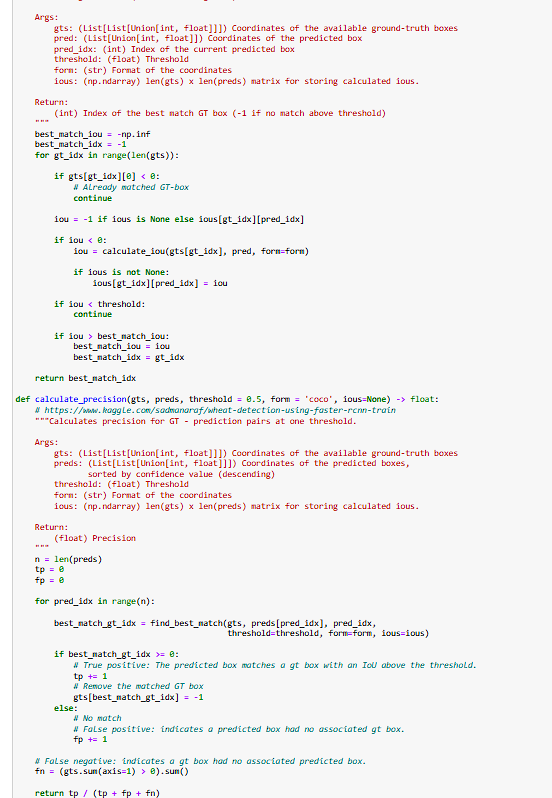 Args:
gts: (List[List[Union[int, float]]]) Coordinates of the available ground-truth boxes
pred: (List[Union[int, float]]) Coordinates of the predicted box
pred_idx: (int) Index of the current predicted box
threshold: (float) Threshold
form: (str) Format of the coordinates
ious: (np.ndarray) len(gts) x len(preds) matrix for storing calculated ious.
Return:
(int) Index of the best match GT box (-1 if no match above threshold)
"""
best_match_iou = -np.inf
best_match_idx = -1
for gt_idx in range(len(gts)):
if gts[gt_idx][0] < 0:
# Already matched GT-box
continue
iou = -1 if ious is None else ious[gt_idx][pred_idx]
if iou < 0:
iou = calculate_iou(gts[gt_idx], pred, form=form)
if ious is not None:
ious[gt_idx][pred_idx] = iou
if iou < threshold:
continue
if iou > best_match_iou:
best_match_iou = iou
best_match_idx = gt_idx
return best_match_idx
def calculate_precision(gts, preds, threshold = 0.5, form = 'coco', ious=None) -> float:
# https://www.kaggle.com/sadmanaraf/wheat-detection-using-faster-rcnn-train
"""Calculates precision for GT - prediction pairs at one threshold.
Args:
gts: (List[List[Union[int, float]]]) Coordinates of the available ground-truth boxes
preds: (List[List[Union[int, float]]]) Coordinates of the predicted boxes,
sorted by confidence value (descending)
threshold: (float) Threshold
form: (str) Format of the coordinates
ious: (np.ndarray) len(gts) x len(preds) matrix for storing calculated ious.
Return:
(float) Precision
"""
n = len(preds)
tp = 0
fp = 0
for pred_idx in range(n):
best_match_gt_idx = find_best_match(gts, preds[pred_idx], pred_idx,
threshold=threshold, form=form, ious=ious)
if best_match_gt_idx >= 0:
# True positive: The predicted box matches a gt box with an IoU above the threshold.
tp += 1
# Remove the matched GT box
gts[best_match_gt_idx] = -1
else:
# No match
# False positive: indicates a predicted box had no associated gt box.
fp += 1
# False negative: indicates a gt box had no associated predicted box.
fn = (gts.sum(axis=1) > 0).sum()
return tp / (tp + fp + fn)